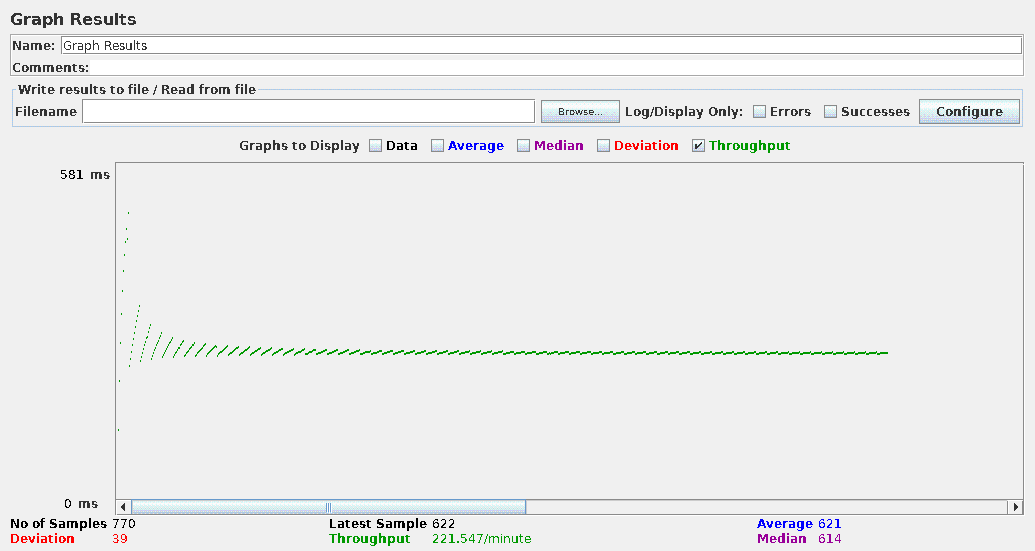 Graph Results
Name: Graph Results
Comments:
Write results to file / Read from file
Filename Browse... Log/Display Only: Errors Successes Configure
Graphs to Display Data Average Median Deviation Throughput
581 ms
0 ms
No of Samples 770 Latest Sample 622 Average 621
Deviation 39 Throughput 221.547/minute Median 614